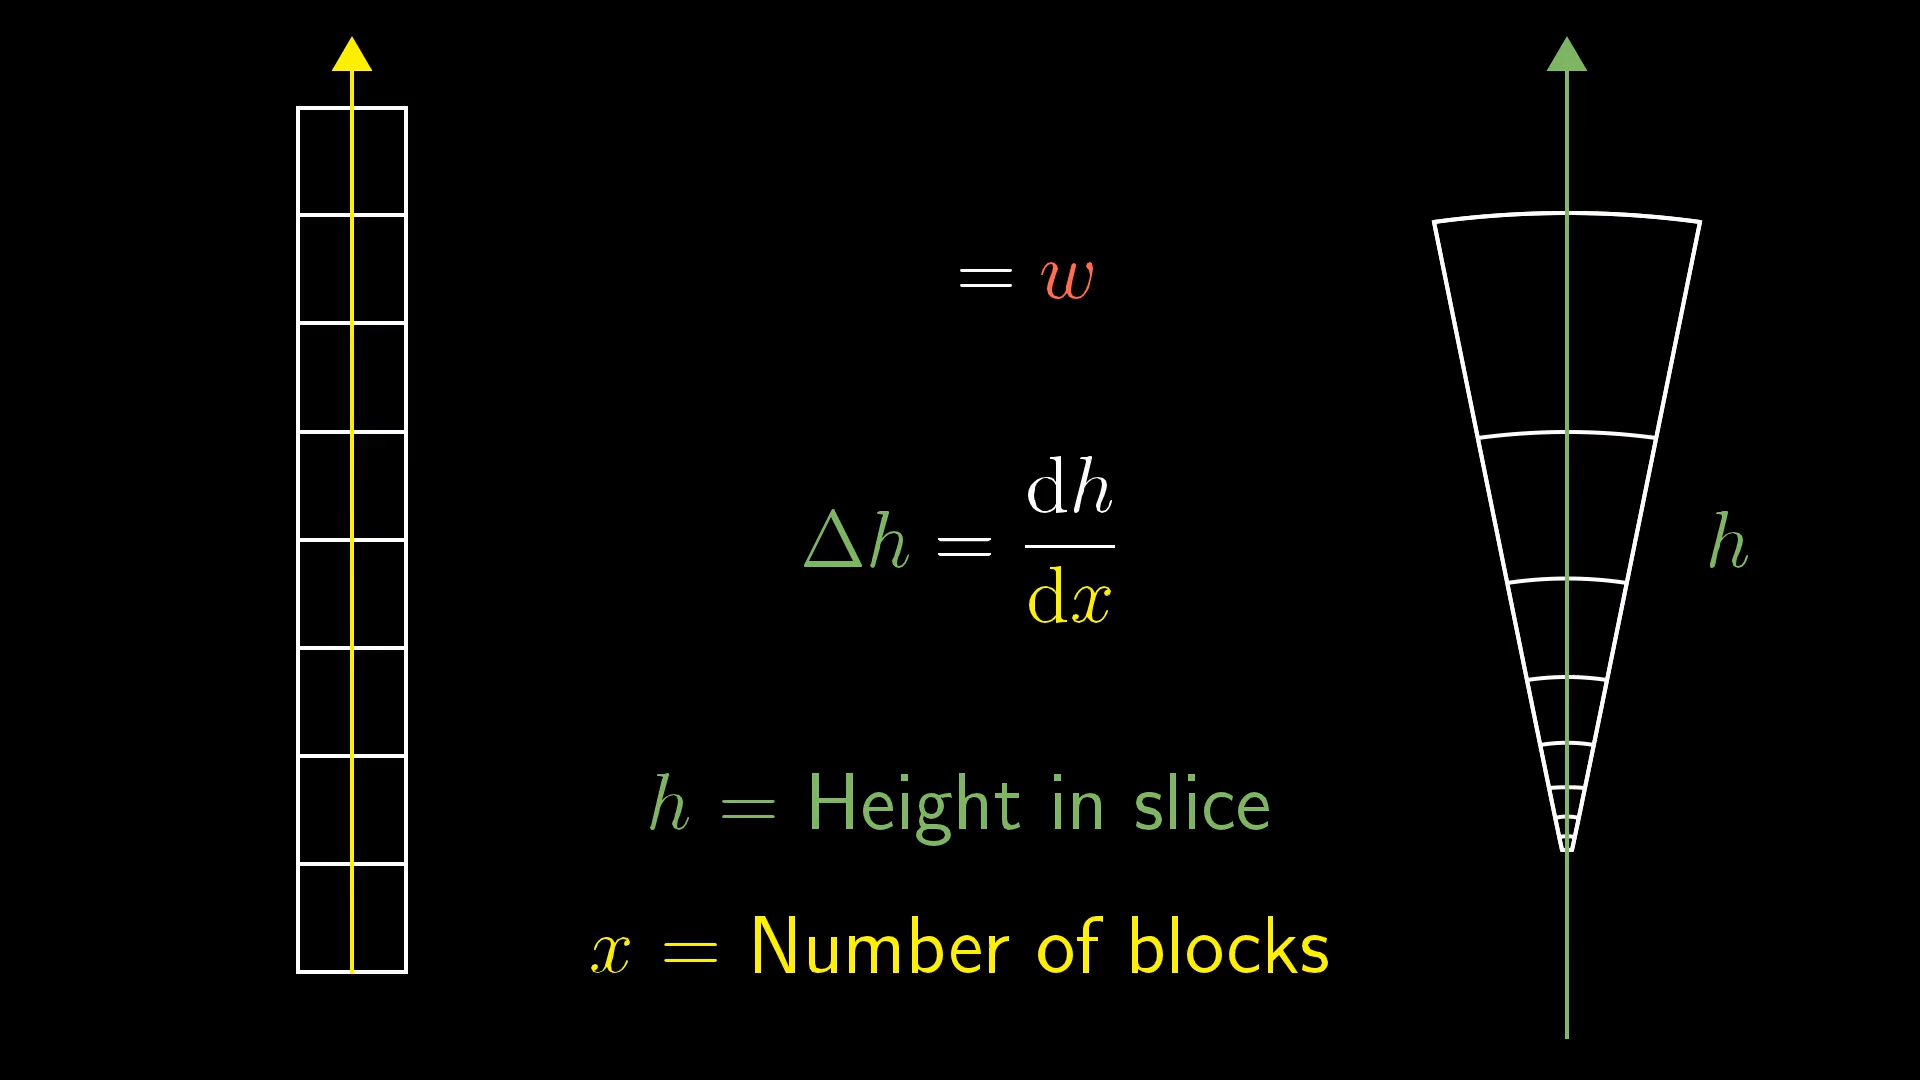 = w
Δh = dh/dx
h
h = Height in slice
x = Number of blocks